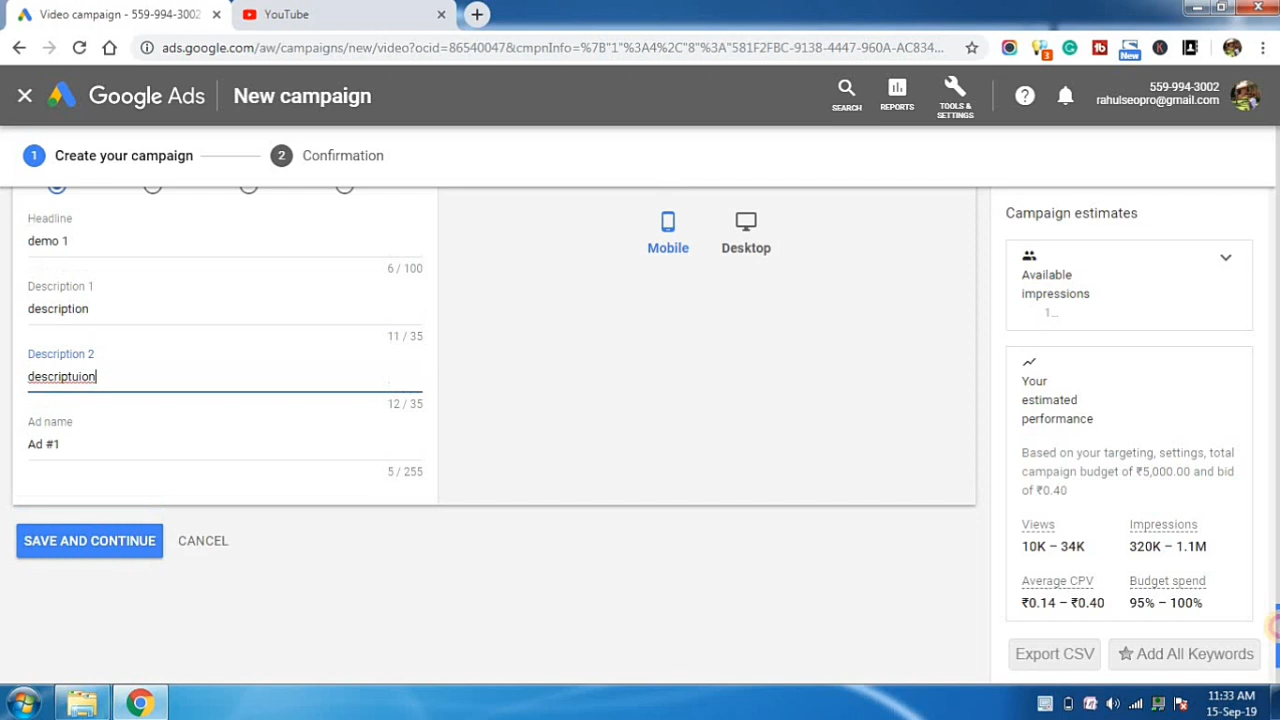 Video campaign - 559-994-3002
YouTube
ads.google.com/aw/campaigns/new/video?ocid=86540047&cmpnInfo=%7B"1"%3A4%2C"8"%3A"581F2FBC-9138-4447-960A-AC834...
3
New
Google Ads
New campaign
SEARCH
REPORTS
TOOLS & SETTINGS
559-994-3002
rahulseopro@gmail.com
1 Create your campaign
2 Confirmation
Headline
demo 1
6 / 100
Description 1
description
11 / 35
Description 2
descriptuion
12 / 35
Ad name
Ad #1
5 / 255
Mobile
Desktop
SAVE AND CONTINUE
CANCEL
Campaign estimates
Available
impressions
1...
Your
estimated
performance
Based on your targeting, settings, total
campaign budget of ₹5,000.00 and bid
of ₹0.40
Views
Impressions
10K – 34K
320K – 1.1M
Average CPV
Budget spend
₹0.14 – ₹0.40
95% – 100%
Export CSV
Add All Keywords
11:33 AM
15-Sep-19